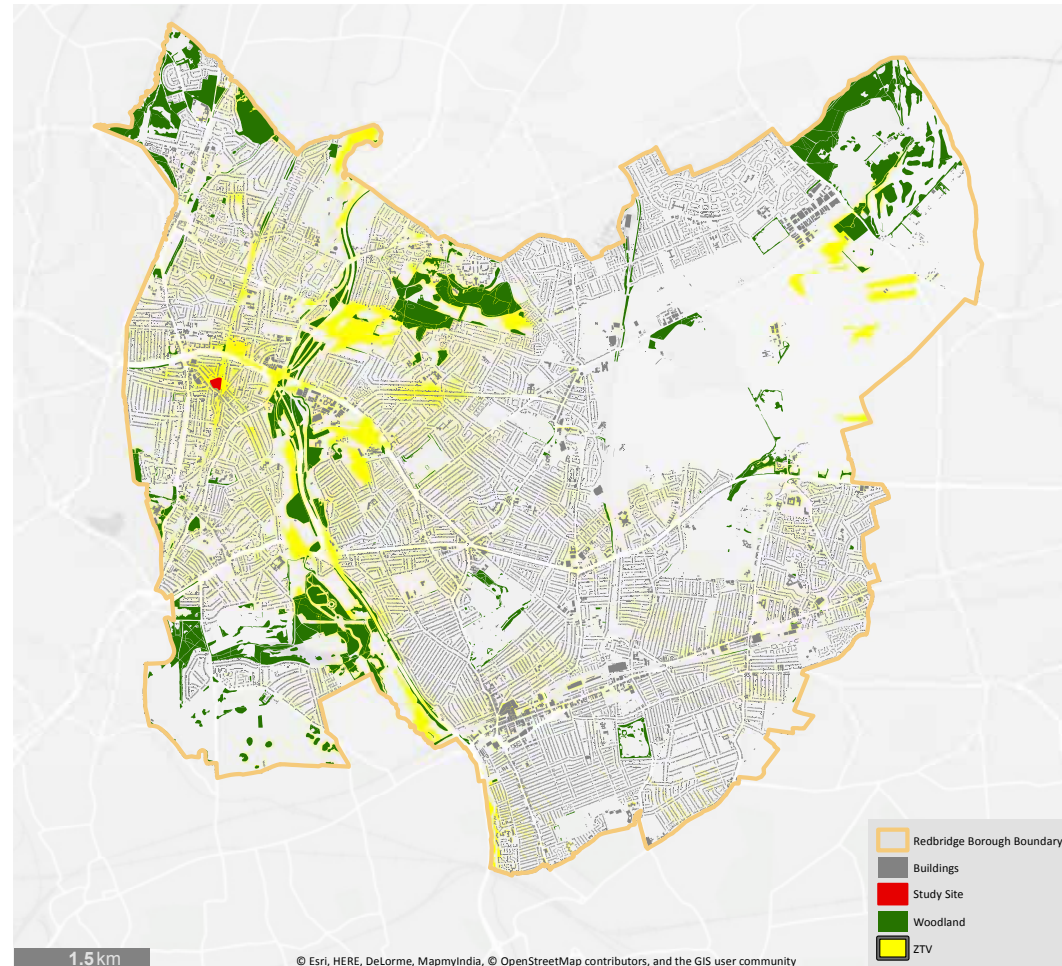 Redbridge Borough Boundary
Buildings
Study Site
Woodland
ZTV
1.5 km
© Esri, HERE, DeLorme, MapmyIndia, © OpenStreetMap contributors, and the GIS user community